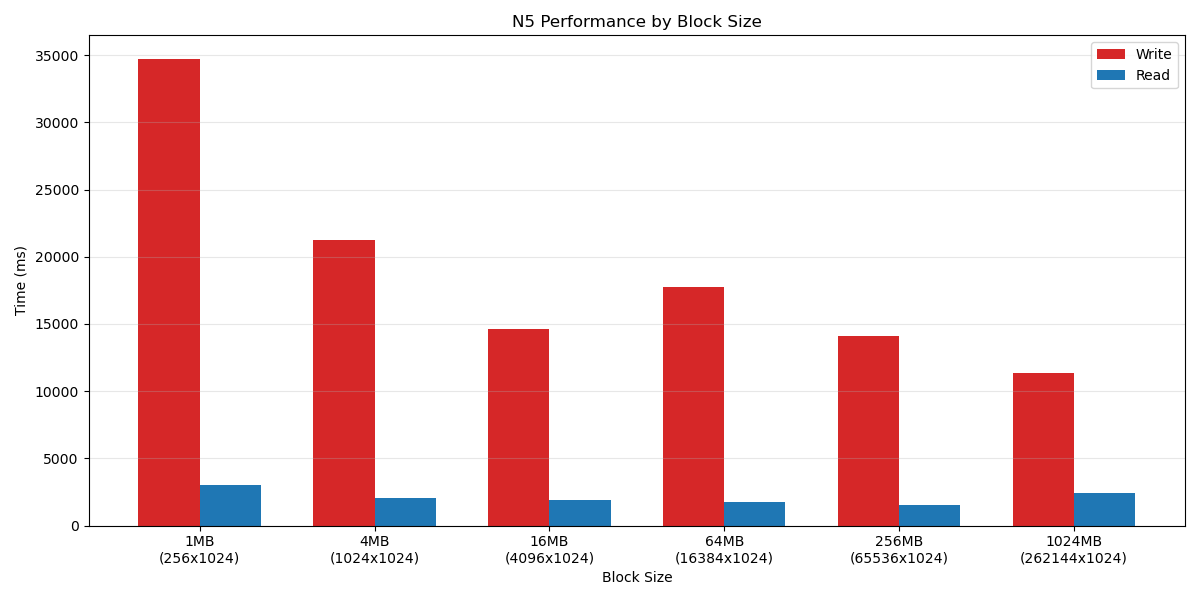 N5 Performance by Block Size
Write
Read
Time (ms)
35000
30000
25000
20000
15000
10000
5000
0
1MB
(256x1024)
4MB
(1024x1024)
16MB
(4096x1024)
64MB
(16384x1024)
256MB
(65536x1024)
1024MB
(262144x1024)
Block Size